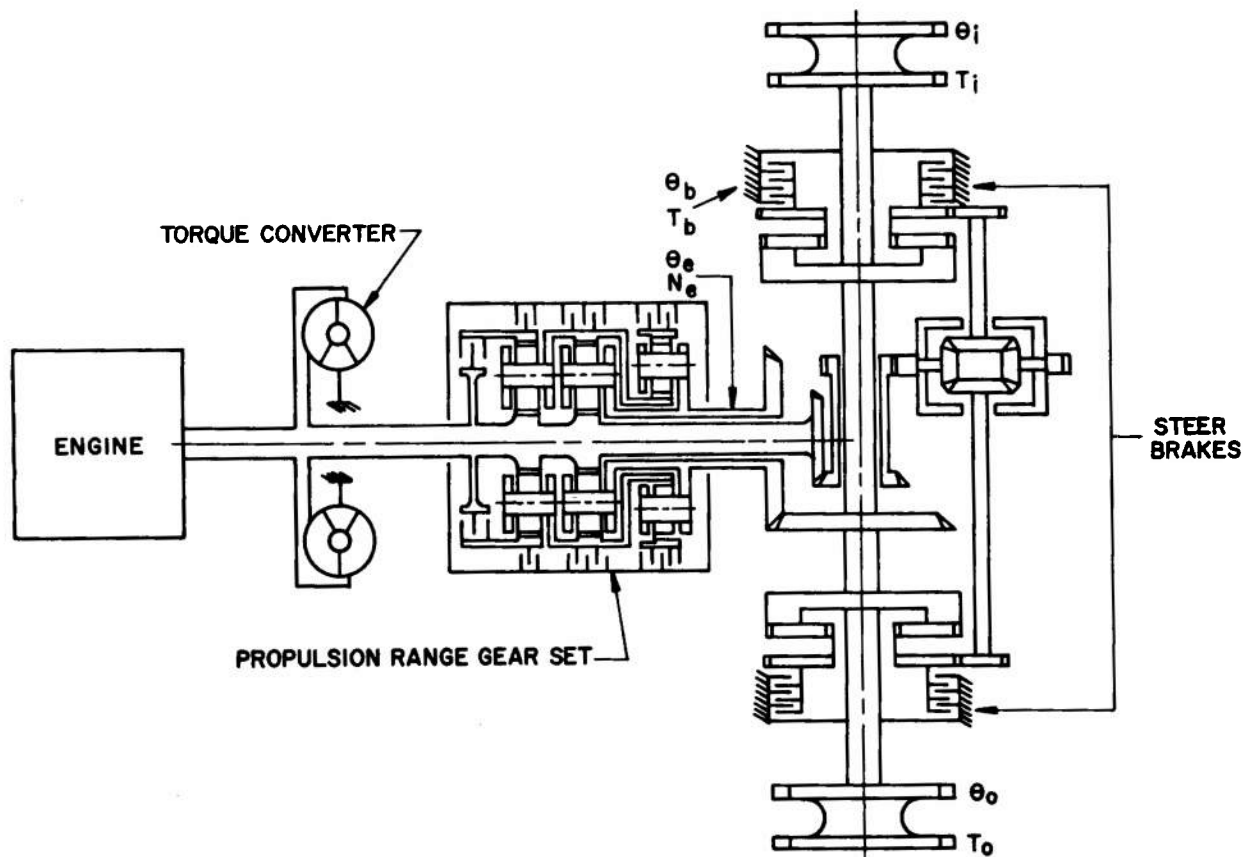 θi
Ti
θb
Tb
TORQUE CONVERTER
θe
Ne
ENGINE
STEER
BRAKES
PROPULSION RANGE GEAR SET
θo
To